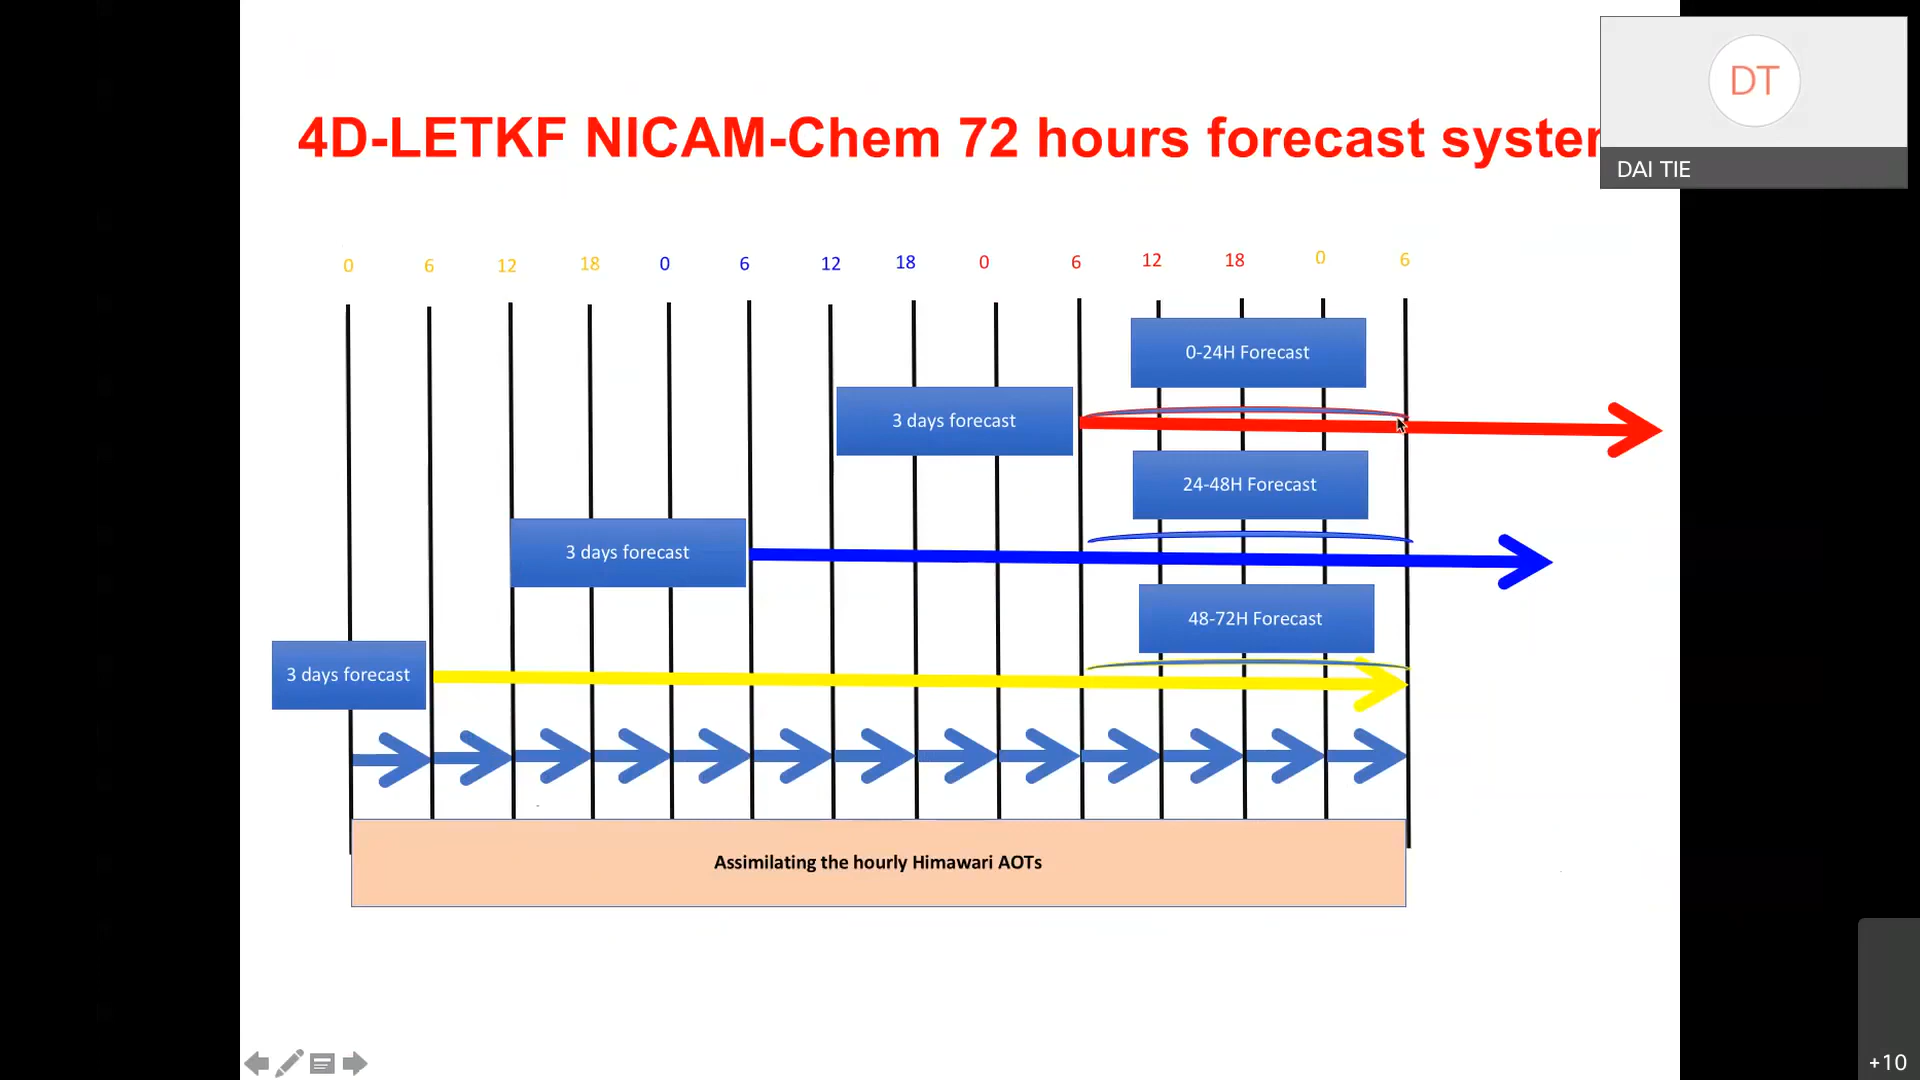 4D-LETKF NICAM-Chem 72 hours forecast system
DT
DAI TIE
0 6 12 18 0 6 12 18 0 6 12 18 0 6
0-24H Forecast
3 days forecast
24-48H Forecast
3 days forecast
48-72H Forecast
3 days forecast
Assimilating the hourly Himawari AOTs
+10